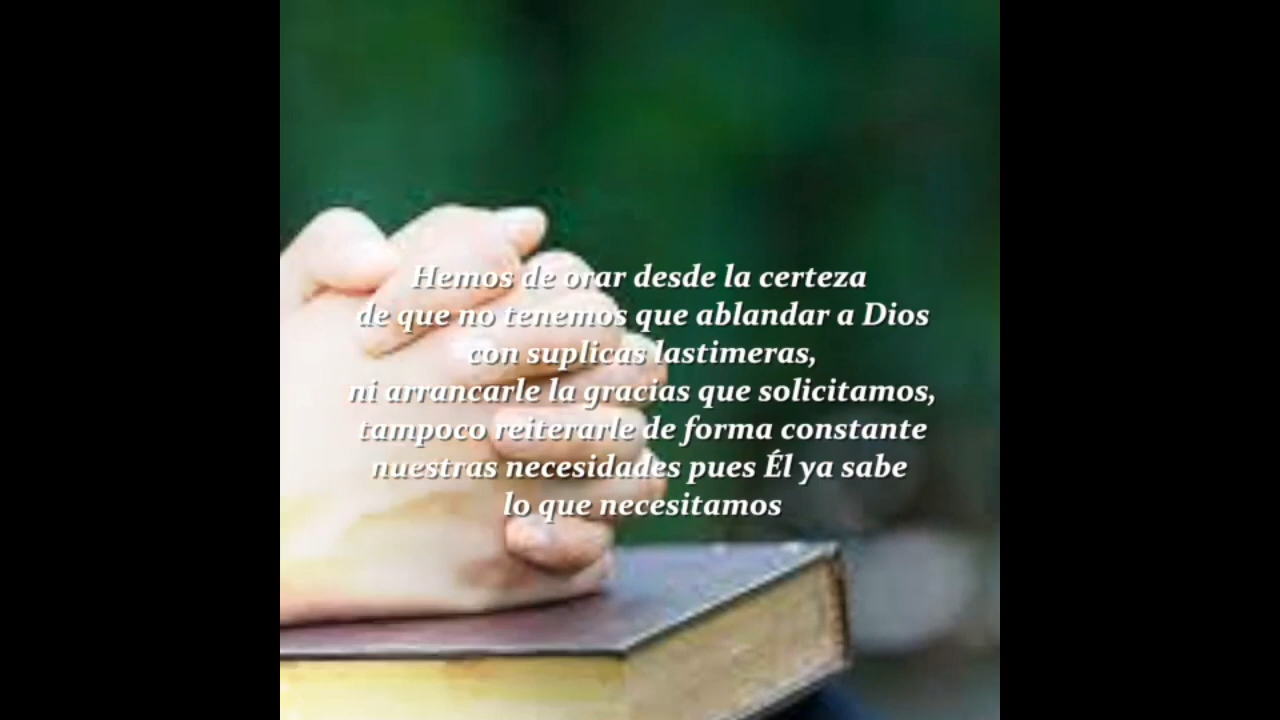 Hemos de orar desde la certeza
de que no tenemos que ablandar a Dios
con suplicas lastimeras,
ni arrancarle la gracias que solicitamos,
tampoco reiterarle de forma constante
nuestras necesidades pues Él ya sabe
lo que necesitamos